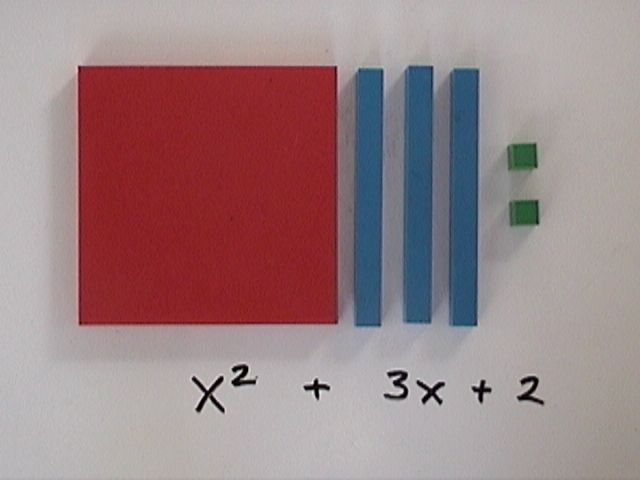 x² + 3x + 2